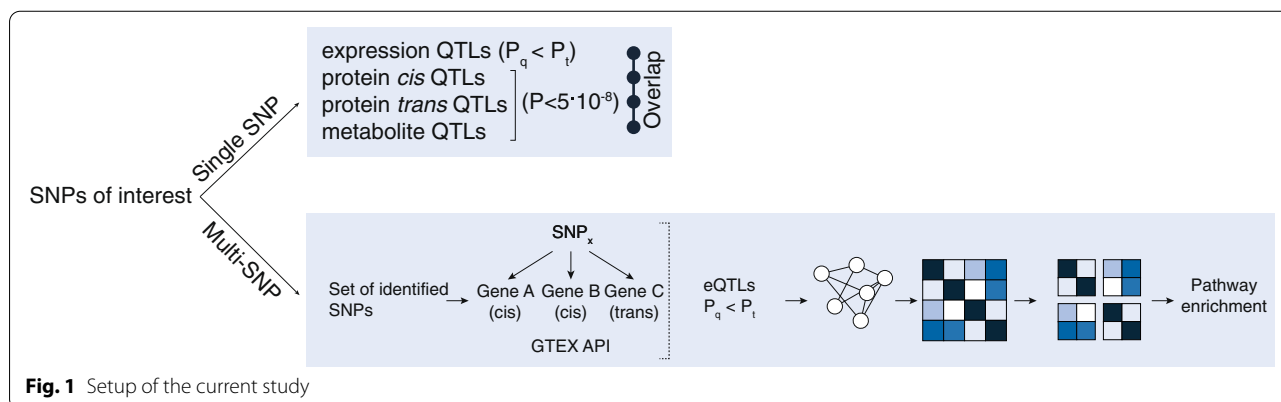 expression QTLs (Pq < Pt)
protein cis QTLs
protein trans QTLs
metabolite QTLs
(P<5·10-8)
Overlap
Single SNP
SNPs of interest
Multi-SNP
SNPx
Set of identified
SNPs
Gene A Gene B Gene C
(cis) (cis) (trans)
GTEX API
eQTLs
Pq < Pt
Pathway
enrichment
Fig. 1 Setup of the current study